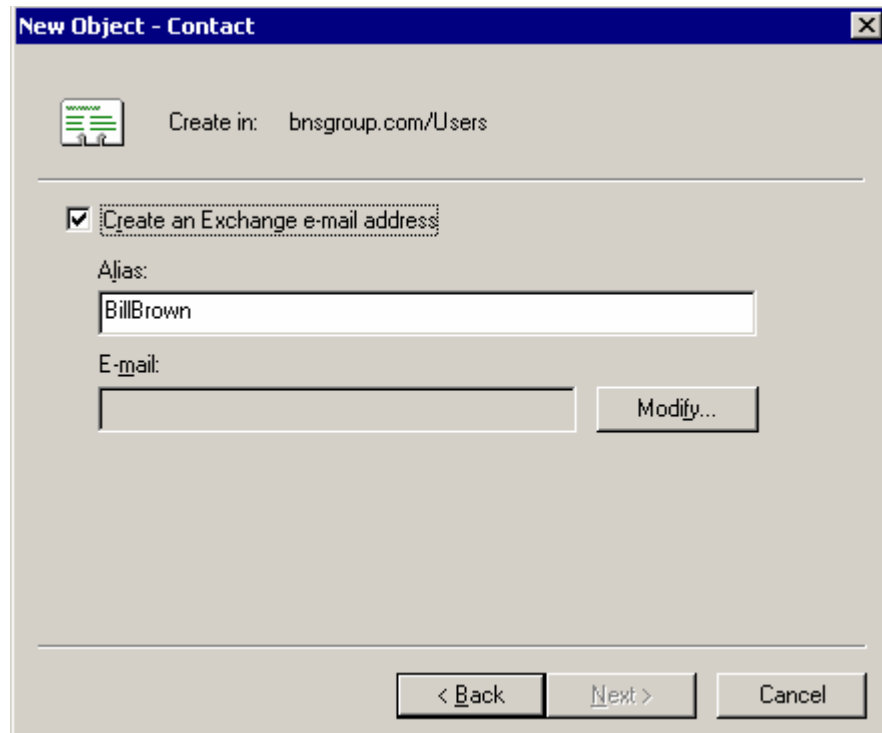 New Object - Contact
Create in: bnsgroup.com/Users
Create an Exchange e-mail address
Alias:
BillBrown
E-mail:
Modify...
< Back Next > Cancel